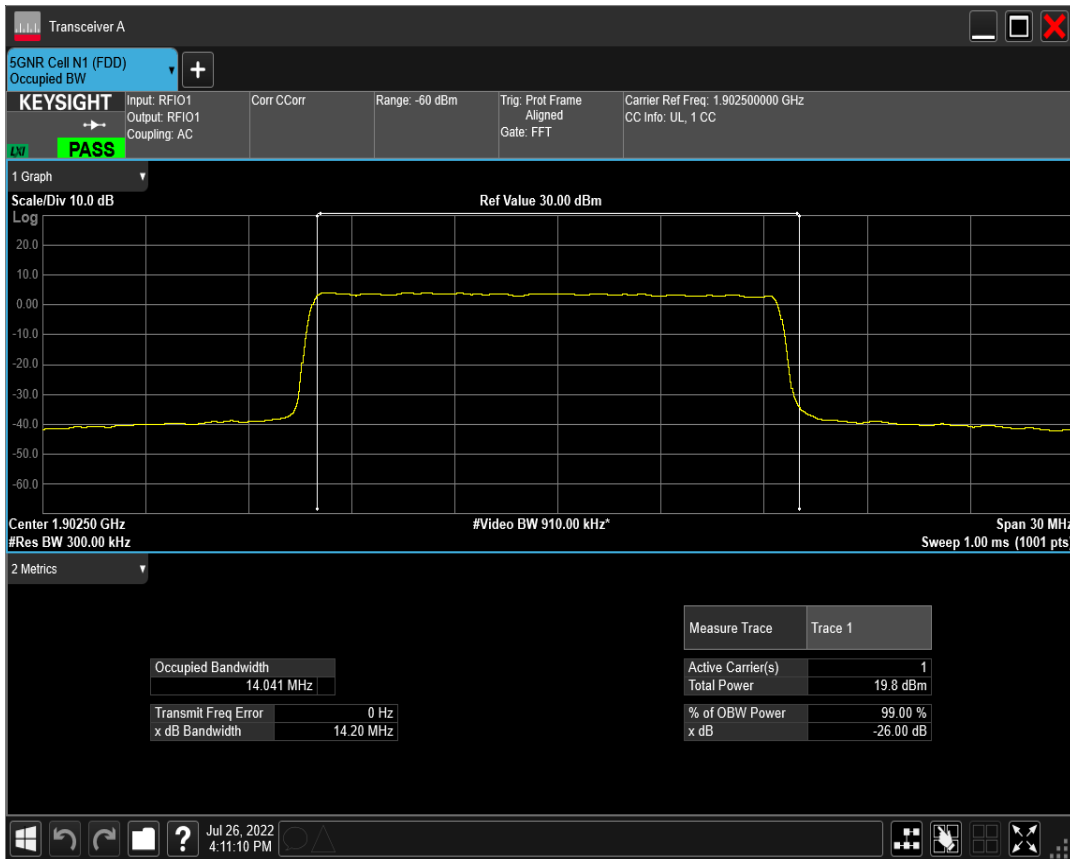 Transceiver A
5GNR Cell N1 (FDD)
Occupied BW
+
KEYSIGHT
LXI
PASS
Input: RFIO1
Output: RFIO1
Coupling: AC
Corr CCorr
Range: -60 dBm
Trig: Prot Frame
Aligned
Gate: FFT
Carrier Ref Freq: 1.902500000 GHz
CC Info: UL, 1 CC
1 Graph
Scale/Div 10.0 dB
Ref Value 30.00 dBm
Log
20.0
10.0
0.00
-10.0
-20.0
-30.0
-40.0
-50.0
-60.0
Center 1.90250 GHz
#Video BW 910.00 kHz*
Span 30 MHz
#Res BW 300.00 kHz
Sweep 1.00 ms (1001 pts)
2 Metrics
Measure Trace Trace 1
Occupied Bandwidth
14.041 MHz
Active Carrier(s) 1
Total Power 19.8 dBm
Transmit Freq Error 0 Hz
x dB Bandwidth 14.20 MHz
% of OBW Power 99.00 %
x dB -26.00 dB
?
Jul 26, 2022
4:11:10 PM